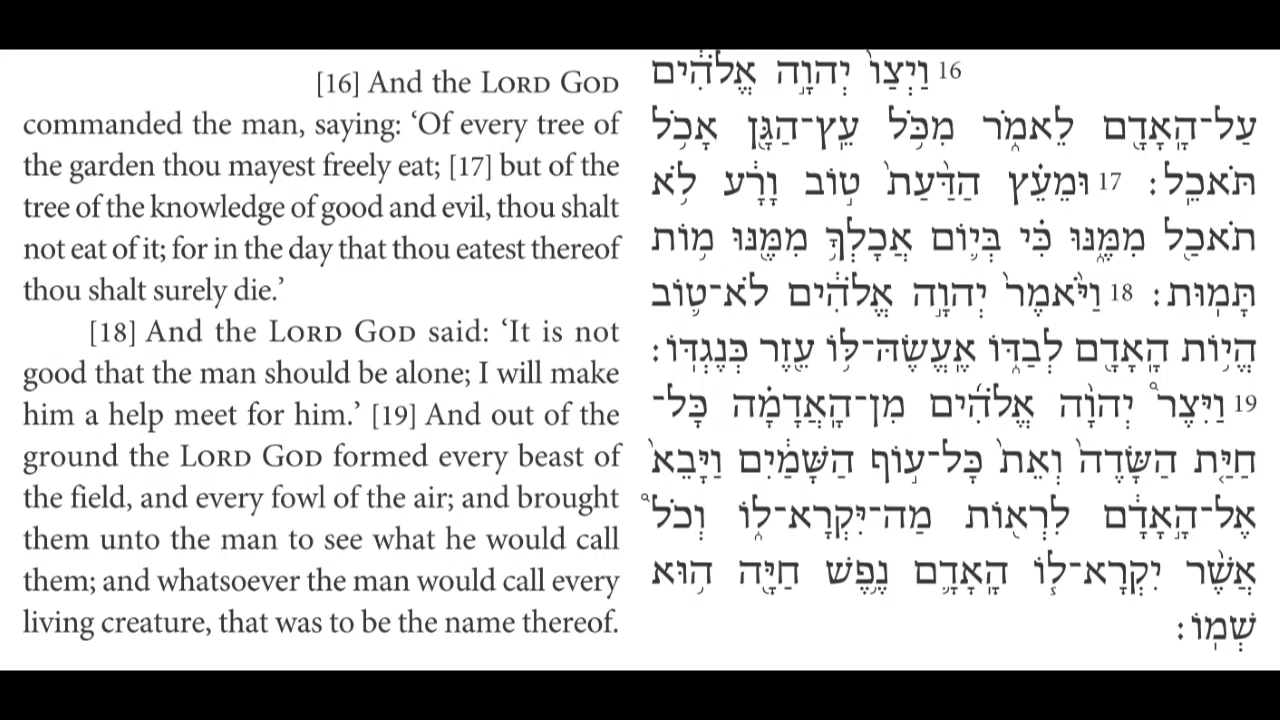 [16] And the LORD GOD
commanded the man, saying: ‘Of every tree of
the garden thou mayest freely eat; [17] but of the
tree of the knowledge of good and evil, thou shalt
not eat of it; for in the day that thou eatest thereof
thou shalt surely die.’
[18] And the LORD GOD said: ‘It is not
good that the man should be alone; I will make
him a help meet for him.’ [19] And out of the
ground the LORD GOD formed every beast of
the field, and every fowl of the air; and brought
them unto the man to see what he would call
them; and whatsoever the man would call every
living creature, that was to be the name thereof.
16 וַיְצַו֙ יְהוָ֣ה אֱלֹהִ֔ים
עַל־הָֽאָדָ֖ם לֵאמֹ֑ר מִכֹּ֥ל עֵֽץ־הַגָּ֖ן אָכֹ֥ל
תֹּאכֵֽל׃ 17 וּמֵעֵ֗ץ הַדַּ֙עַת֙ ט֣וֹב וָרָ֔ע לֹ֥א
תֹאכַ֖ל מִמֶּ֑נּוּ כִּ֗י בְּי֛וֹם אֲכָלְךָ֥ מִמֶּ֖נּוּ מ֥וֹת
תָּמֽוּת׃ 18 וַיֹּ֙אמֶר֙ יְהוָ֣ה אֱלֹהִ֔ים לֹא־ט֛וֹב
הֱי֥וֹת הָֽאָדָ֖ם לְבַדּ֑וֹ אֶֽעֱשֶׂהּ־לּ֥וֹ עֵ֖זֶר כְּנֶגְדּֽוֹ׃
19 וַיִּצֶר֩ יְהוָ֨ה אֱלֹהִ֜ים מִן־הָֽאֲדָמָ֗ה כָּל־
חַיַּ֤ת הַשָּׂדֶה֙ וְאֵת֙ כָּל־ע֣וֹף הַשָּׁמַ֔יִם וַיָּבֵא֙
אֶל־הָ֣אָדָ֔ם לִרְא֖וֹת מַה־יִּקְרָא־ל֑וֹ וְכֹל֩
אֲשֶׁ֨ר יִקְרָא־ל֧וֹ הָֽאָדָ֛ם נֶ֥פֶשׁ חַיָּ֖ה ה֥וּא
שְׁמֽוֹ׃